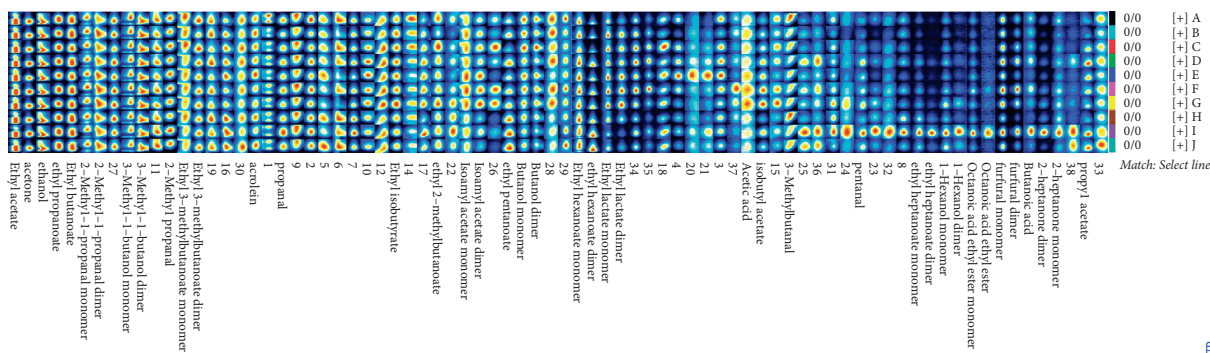 0/0 [+] A
0/0 [+] B
0/0 [+] C
0/0 [+] D
0/0 [+] E
0/0 [+] F
0/0 [+] G
0/0 [+] H
0/0 [+] I
0/0 [+] J
Match: Select line
Ethyl acetate
acetone
ethanol
ethyl propanoate
Ethyl butanoate
2-Methyl-1-propanal monomer
2-Methyl-1-propanal dimer
27
3-Methyl-1-butanol monomer
3-Methyl-1-butanol dimer
11
2-Methyl propanal
Ethyl 3-methylbutanoate monomer
Ethyl 3-methylbutanoate dimer
19
16
30
acrolein
propanal
9
2
5
6
7
10
12
Ethyl isobutyrate
14
17
ethyl 2-methylbutanoate
22
Isoamyl acetate monomer
Isoamyl acetate dimer
26
ethyl pentanoate
Butanol monomer
Butanol dimer
28
29
Ethyl hexanoate monomer
ethyl hexanoate dimer
Ethyl lactate monomer
Ethyl lactate dimer
34
35
18
4
20
21
3
37
Acetic acid
isobutyl acetate
15
3-Methylbutanal
25
36
31
24
pentanal
23
32
8
ethyl heptanoate monomer
ethyl heptanoate dimer
1-Hexanol monomer
1-Hexanol dimer
Octanoic acid ethyl ester monomer
Octanoic acid ethyl ester
furfural monomer
furfural dimer
Butanoic acid
2-heptanone dimer
2-heptanone monomer
38
propyl acetate
33